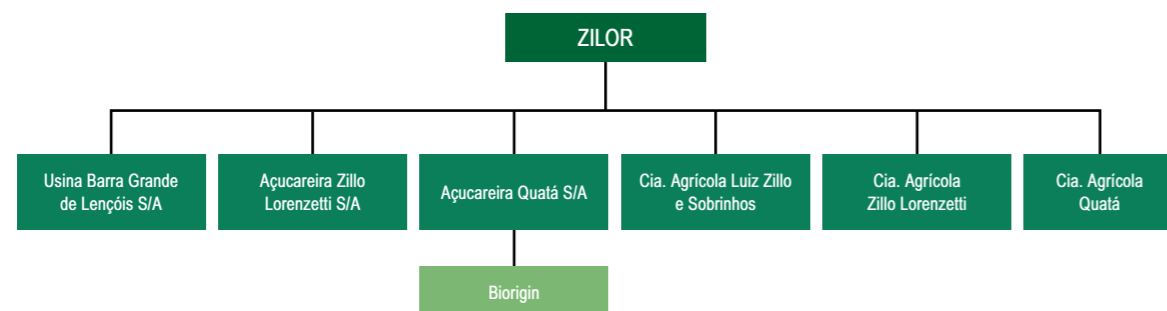 ZILOR
Usina Barra Grande
de Lençóis S/A
Açucareira Zillo
Lorenzetti S/A
Açucareira Quatá S/A
Cia. Agrícola Luiz Zillo
e Sobrinhos
Cia. Agrícola
Zillo Lorenzetti
Cia. Agrícola
Quatá
Biorigin